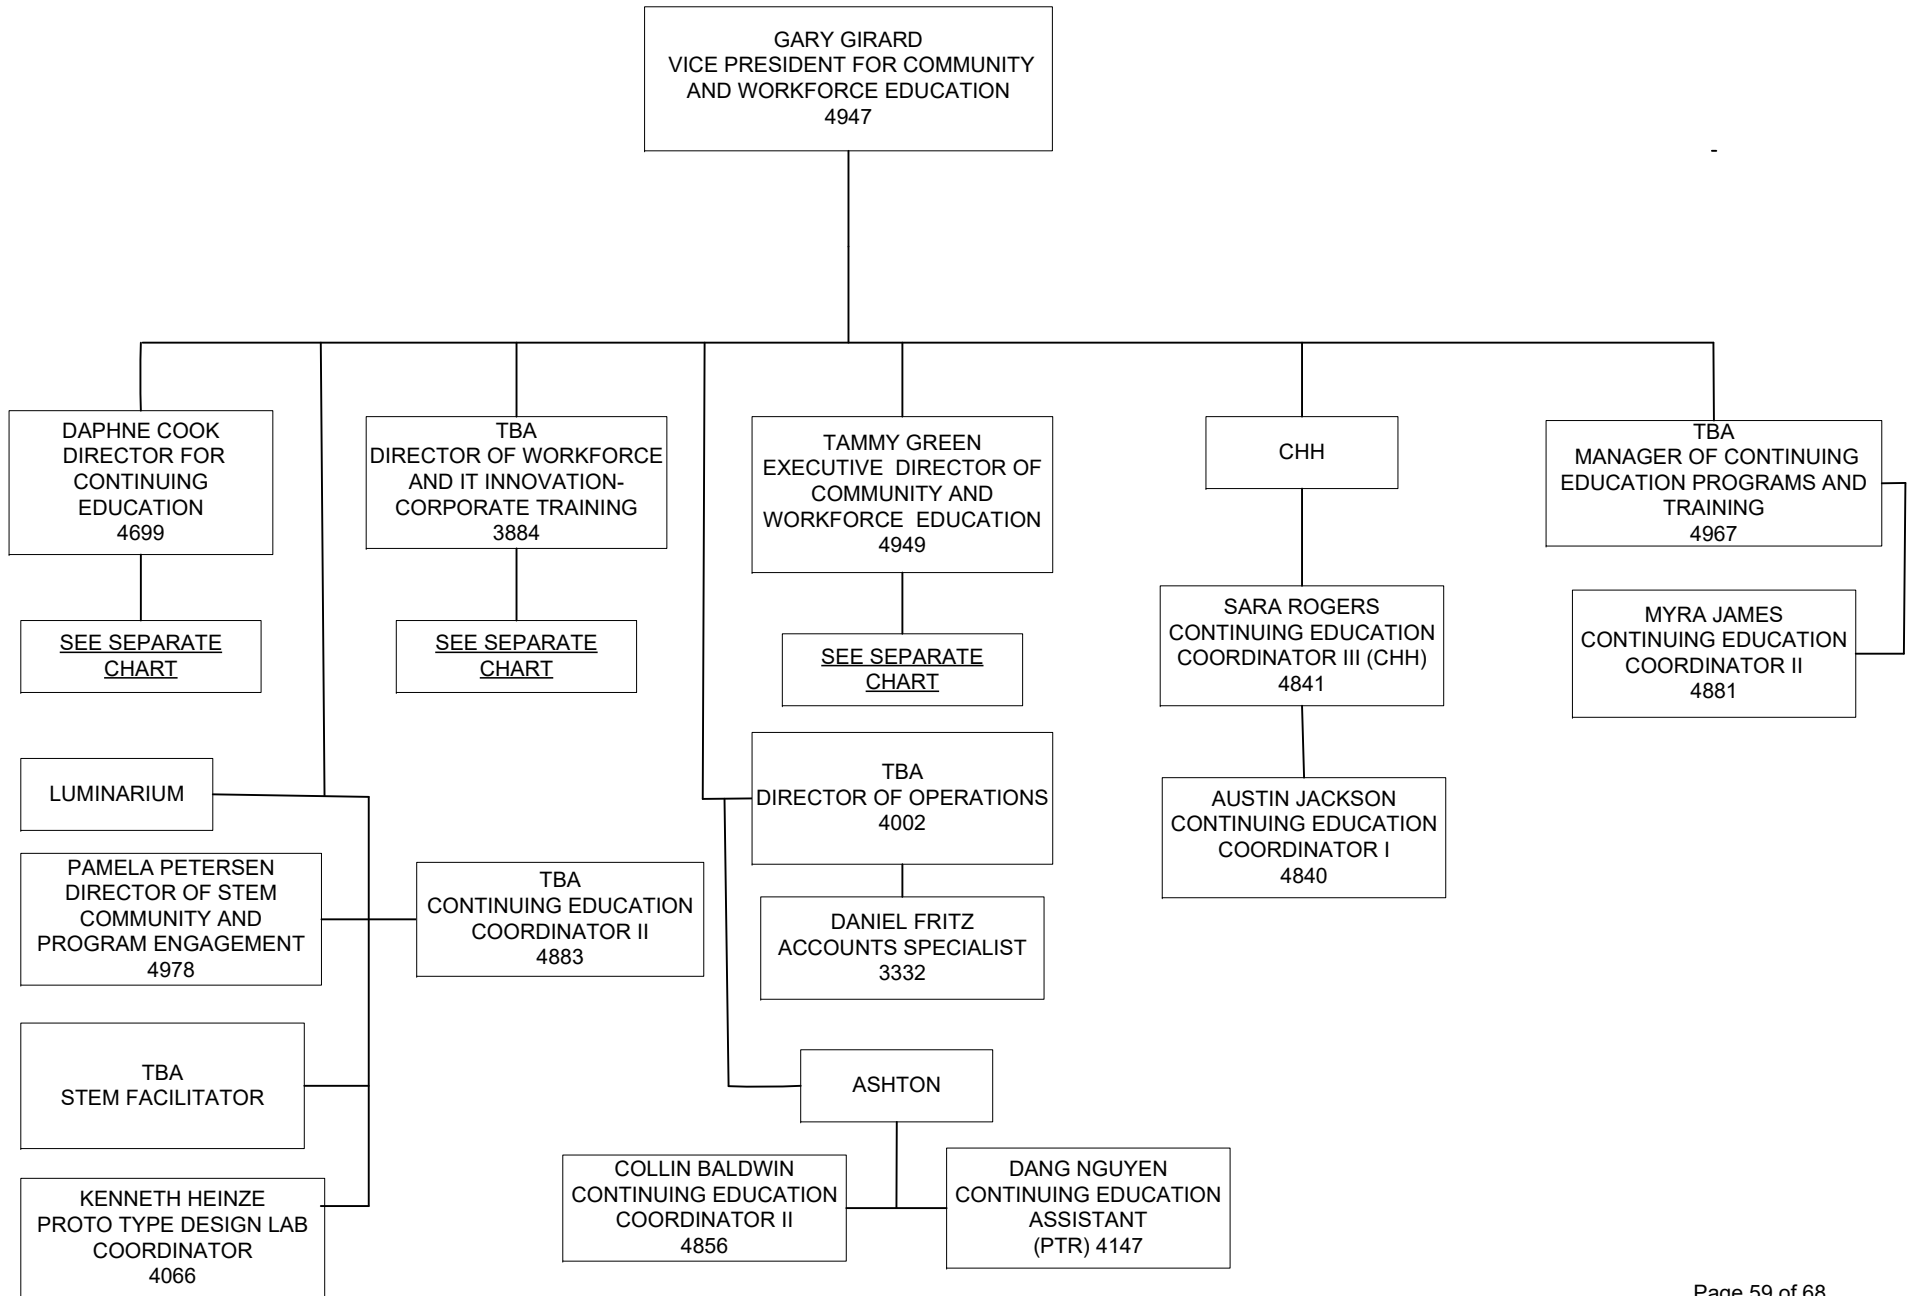 GARY GIRARD
VICE PRESIDENT FOR COMMUNITY
AND WORKFORCE EDUCATION
4947
-
DAPHNE COOK
DIRECTOR FOR
CONTINUING
EDUCATION
4699
TBA
DIRECTOR OF WORKFORCE
AND IT INNOVATION-
CORPORATE TRAINING
3884
TAMMY GREEN
EXECUTIVE DIRECTOR OF
COMMUNITY AND
WORKFORCE EDUCATION
4949
CHH
TBA
MANAGER OF CONTINUING
EDUCATION PROGRAMS AND
TRAINING
4967
SEE SEPARATE
CHART
SEE SEPARATE
CHART
SEE SEPARATE
CHART
SARA ROGERS
CONTINUING EDUCATION
COORDINATOR III (CHH)
4841
MYRA JAMES
CONTINUING EDUCATION
COORDINATOR II
4881
LUMINARIUM
TBA
DIRECTOR OF OPERATIONS
4002
AUSTIN JACKSON
CONTINUING EDUCATION
COORDINATOR I
4840
PAMELA PETERSEN
DIRECTOR OF STEM
COMMUNITY AND
PROGRAM ENGAGEMENT
4978
TBA
CONTINUING EDUCATION
COORDINATOR II
4883
DANIEL FRITZ
ACCOUNTS SPECIALIST
3332
TBA
STEM FACILITATOR
ASHTON
KENNETH HEINZE
PROTO TYPE DESIGN LAB
COORDINATOR
4066
COLLIN BALDWIN
CONTINUING EDUCATION
COORDINATOR II
4856
DANG NGUYEN
CONTINUING EDUCATION
ASSISTANT
(PTR) 4147
Page 59 of 68